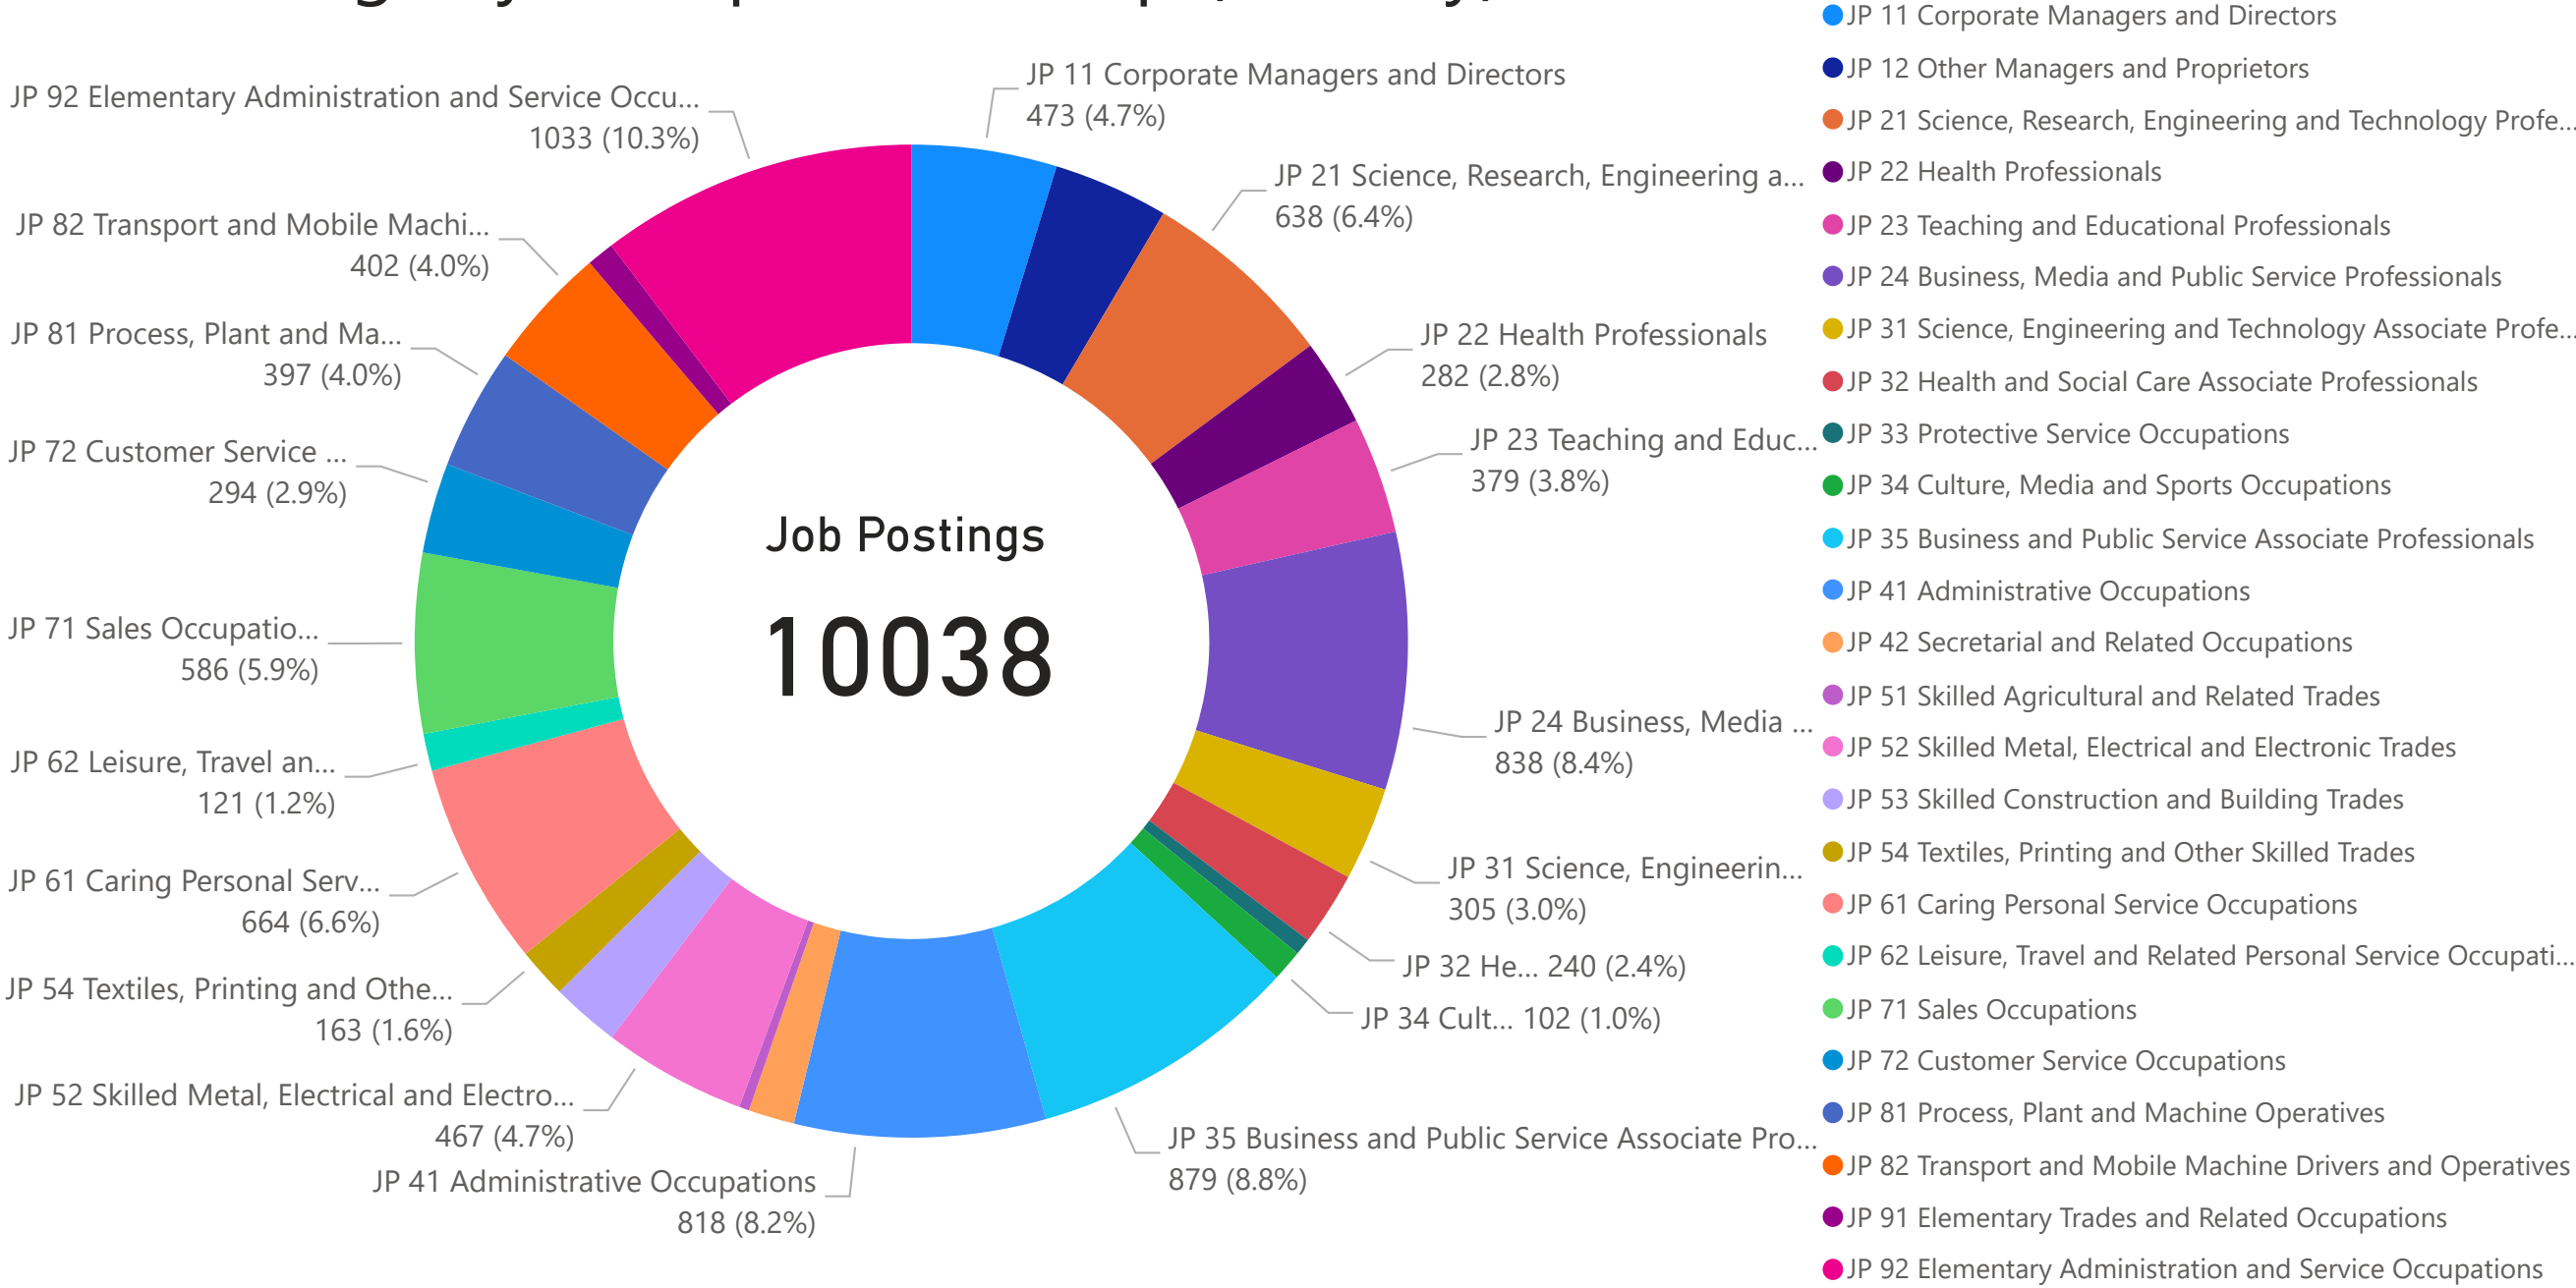 JP 11 Corporate Managers and Directors
473 (4.7%)
JP 21 Science, Research, Engineering a...
638 (6.4%)
JP 22 Health Professionals
282 (2.8%)
JP 23 Teaching and Educ...
379 (3.8%)
JP 24 Business, Media ...
838 (8.4%)
JP 31 Science, Engineerin...
305 (3.0%)
JP 32 He... 240 (2.4%)
JP 34 Cult... 102 (1.0%)
JP 35 Business and Public Service Associate Pro...
879 (8.8%)
JP 41 Administrative Occupations
818 (8.2%)
JP 52 Skilled Metal, Electrical and Electro...
467 (4.7%)
JP 54 Textiles, Printing and Othe...
163 (1.6%)
JP 61 Caring Personal Serv...
664 (6.6%)
JP 62 Leisure, Travel an...
121 (1.2%)
JP 71 Sales Occupatio...
586 (5.9%)
JP 72 Customer Service ...
294 (2.9%)
JP 81 Process, Plant and Ma...
397 (4.0%)
JP 82 Transport and Mobile Machi...
402 (4.0%)
JP 92 Elementary Administration and Service Occu...
1033 (10.3%)
Job Postings
10038
JP 11 Corporate Managers and Directors
JP 12 Other Managers and Proprietors
JP 21 Science, Research, Engineering and Technology Profe...
JP 22 Health Professionals
JP 23 Teaching and Educational Professionals
JP 24 Business, Media and Public Service Professionals
JP 31 Science, Engineering and Technology Associate Profe...
JP 32 Health and Social Care Associate Professionals
JP 33 Protective Service Occupations
JP 34 Culture, Media and Sports Occupations
JP 35 Business and Public Service Associate Professionals
JP 41 Administrative Occupations
JP 42 Secretarial and Related Occupations
JP 51 Skilled Agricultural and Related Trades
JP 52 Skilled Metal, Electrical and Electronic Trades
JP 53 Skilled Construction and Building Trades
JP 54 Textiles, Printing and Other Skilled Trades
JP 61 Caring Personal Service Occupations
JP 62 Leisure, Travel and Related Personal Service Occupati...
JP 71 Sales Occupations
JP 72 Customer Service Occupations
JP 81 Process, Plant and Machine Operatives
JP 82 Transport and Mobile Machine Drivers and Operatives
JP 91 Elementary Trades and Related Occupations
JP 92 Elementary Administration and Service Occupations